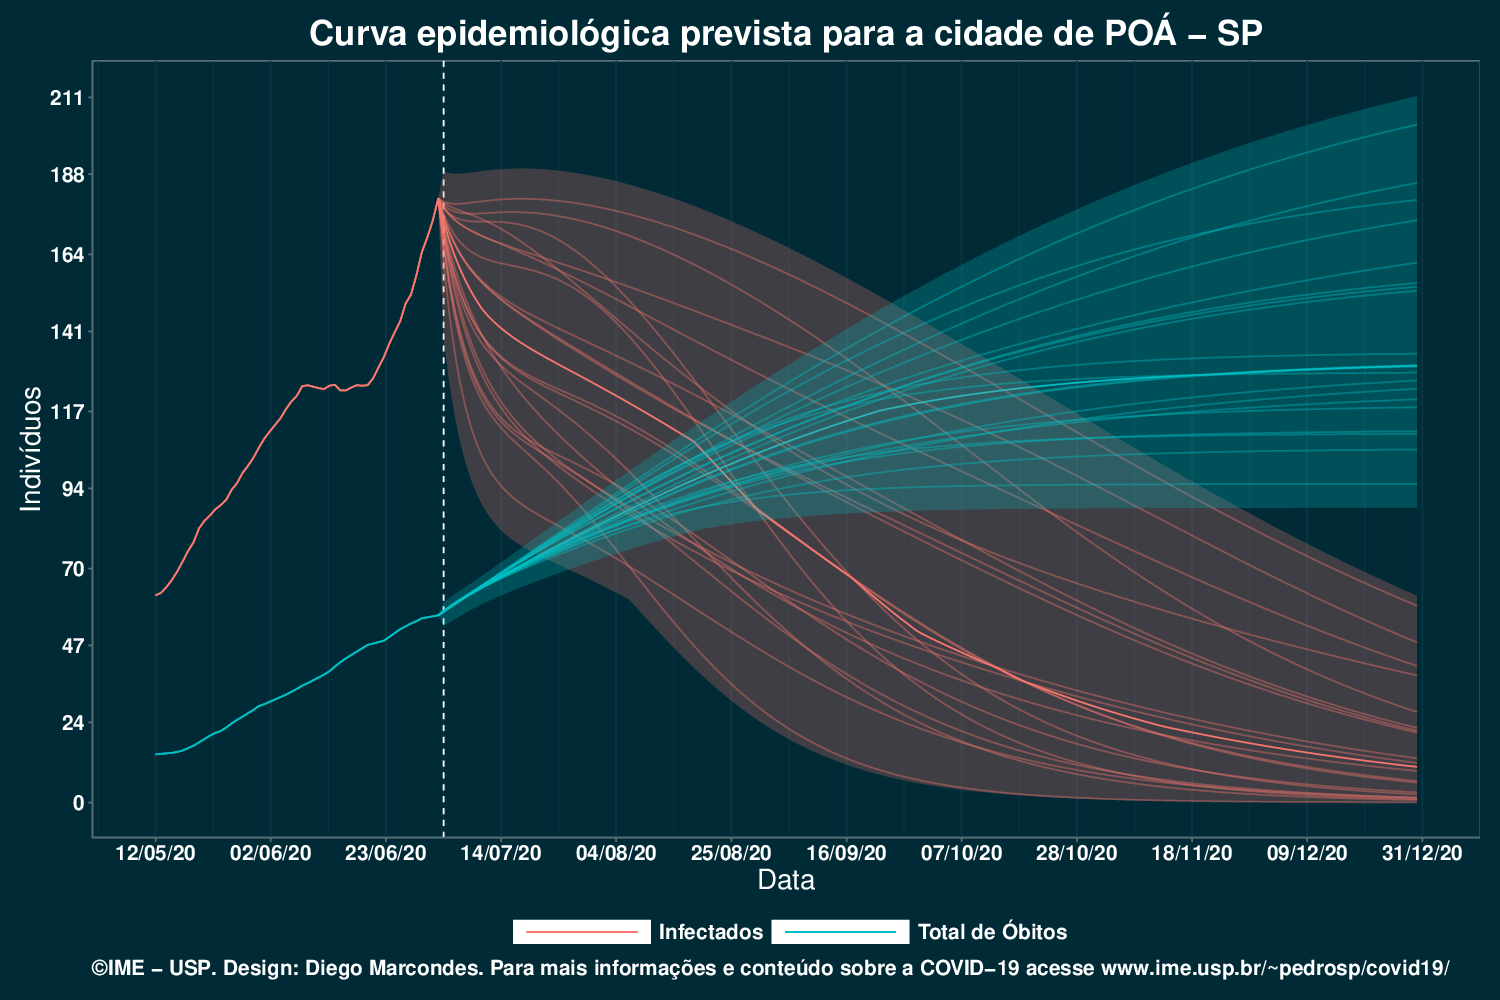 Curva epidemiológica prevista para a cidade de POÁ – SP
211
188
164
141
117
94
70
47
24
0
Indivíduos
12/05/20 02/06/20 23/06/20 14/07/20 04/08/20 25/08/20 16/09/20 07/10/20 28/10/20 18/11/20 09/12/20 31/12/20
Data
Infectados Total de Óbitos
©IME – USP. Design: Diego Marcondes. Para mais informações e conteúdo sobre a COVID–19 acesse www.ime.usp.br/~pedrosp/covid19/